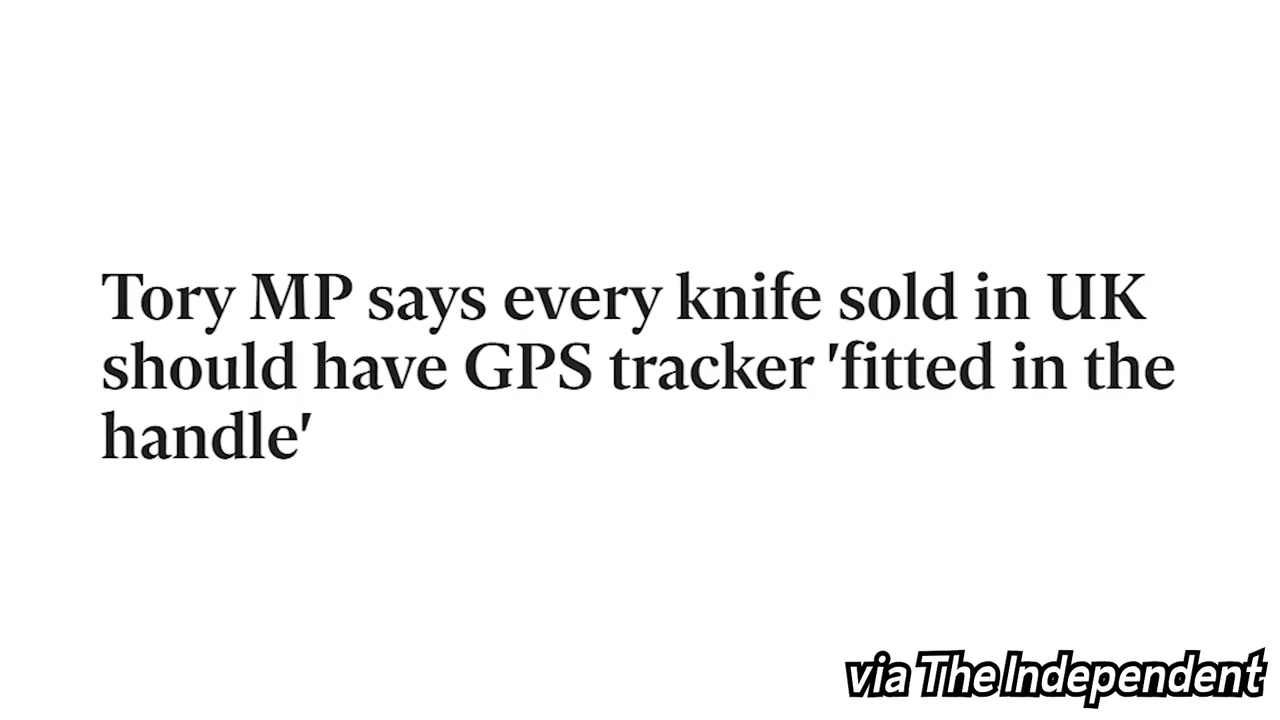 Tory MP says every knife sold in UK
should have GPS tracker 'fitted in the
handle'
via The Independent